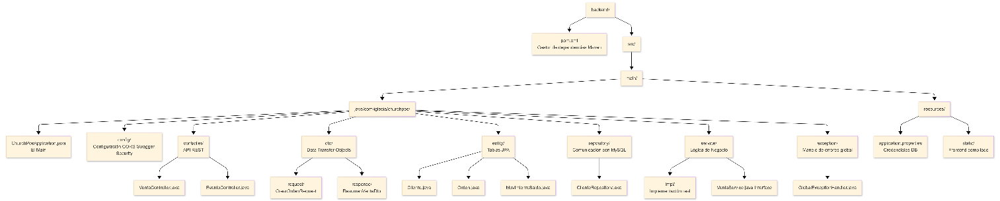 backend/
pom.xml
Gestor de dependencias Maven
src/
main/
java/com/iglesia/churchpos/
resources/
ChurchPosApplication.java
El Main
config/
Configuración CORS Swagger
Security
controller/
API REST
dto/
Data Transfer Objects
entity/
Tablas JPA
repository/
Comunicación con MySQL
service/
Lógica de Negocio
exception/
Manejo de errores global
application.properties
Credenciales DB
static/
Frontend compilado
VentaController.java
EventoController.java
request/
CrearOrdenRequest
response/
ResumenVentaDto
Cliente.java
Orden.java
MovimientoSaldo.java
ClienteRepository.java
impl/
Implementación real
VentaService.java Interface
GlobalExceptionHandler.java